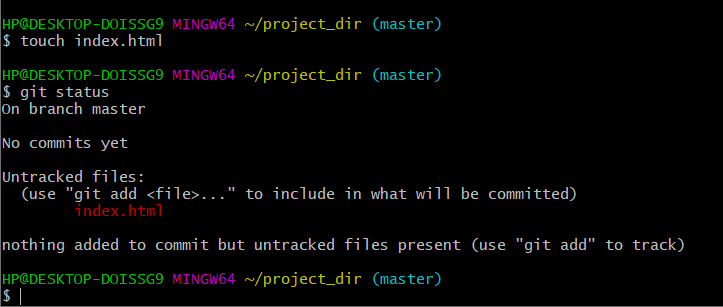 HP@DESKTOP-DOISSG9 MINGW64 ~/project_dir (master)
$ touch index.html
HP@DESKTOP-DOISSG9 MINGW64 ~/project_dir (master)
$ git status
On branch master
No commits yet
Untracked files:
(use "git add <file>..." to include in what will be committed)
index.html
nothing added to commit but untracked files present (use "git add" to track)
HP@DESKTOP-DOISSG9 MINGW64 ~/project_dir (master)
$